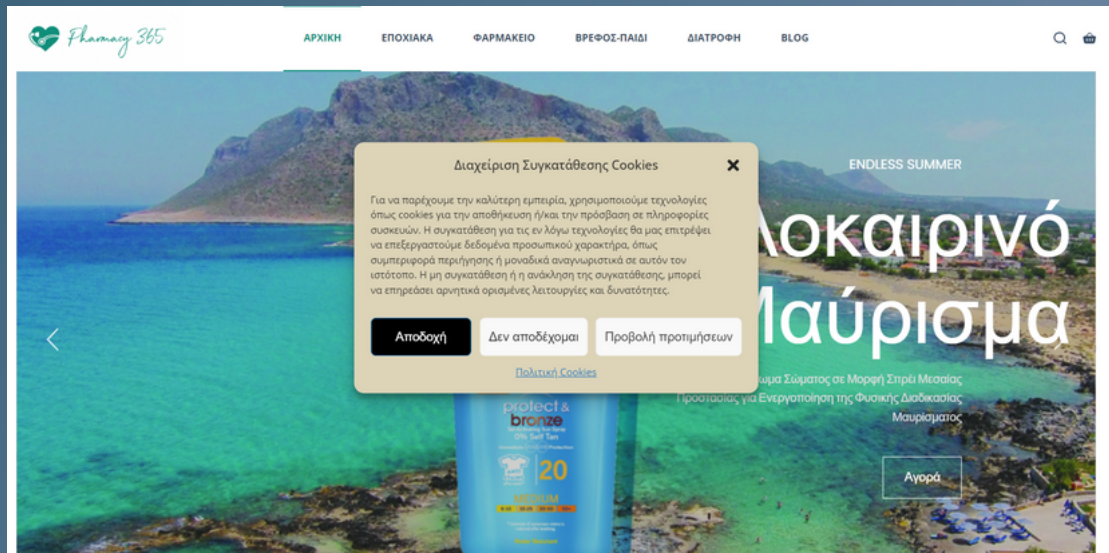 Pharmacy 365
ΑΡΧΙΚΗ ΕΠΟΧΙΑΚΑ ΦΑΡΜΑΚΕΙΟ ΒΡΕΦΟΣ-ΠΑΙΔΙ ΔΙΑΤΡΟΦΗ BLOG
Διαχείριση Συγκατάθεσης Cookies
Για να παρέχουμε την καλύτερη εμπειρία, χρησιμοποιούμε τεχνολογίες
όπως cookies για την αποθήκευση ή/και την πρόσβαση σε πληροφορίες
συσκευών. Η συγκατάθεση για τις εν λόγω τεχνολογίες θα μας επιτρέψει
να επεξεργαστούμε δεδομένα προσωπικού χαρακτήρα, όπως
συμπεριφορά περιήγησης ή μοναδικά αναγνωριστικά σε αυτόν τον
ιστότοπο. Η μη συγκατάθεση ή η ανάκληση της συγκατάθεσης, μπορεί
να επηρεάσει αρνητικά ορισμένες λειτουργίες και δυνατότητες.
Αποδοχή Δεν αποδέχομαι Προβολή προτιμήσεων
Πολιτική Cookies
ENDLESS SUMMER
λοκαιρινό
Μαύρισμα
Σώματος σε Μορφή Σπρέι Μεσαίας
Προστασίας για Ενεργοποίηση της Φυσικής Διαδικασίας
Μαυρίσματος
Αγορά
protect &
bronze
0% Self Tan
20
MEDIUM